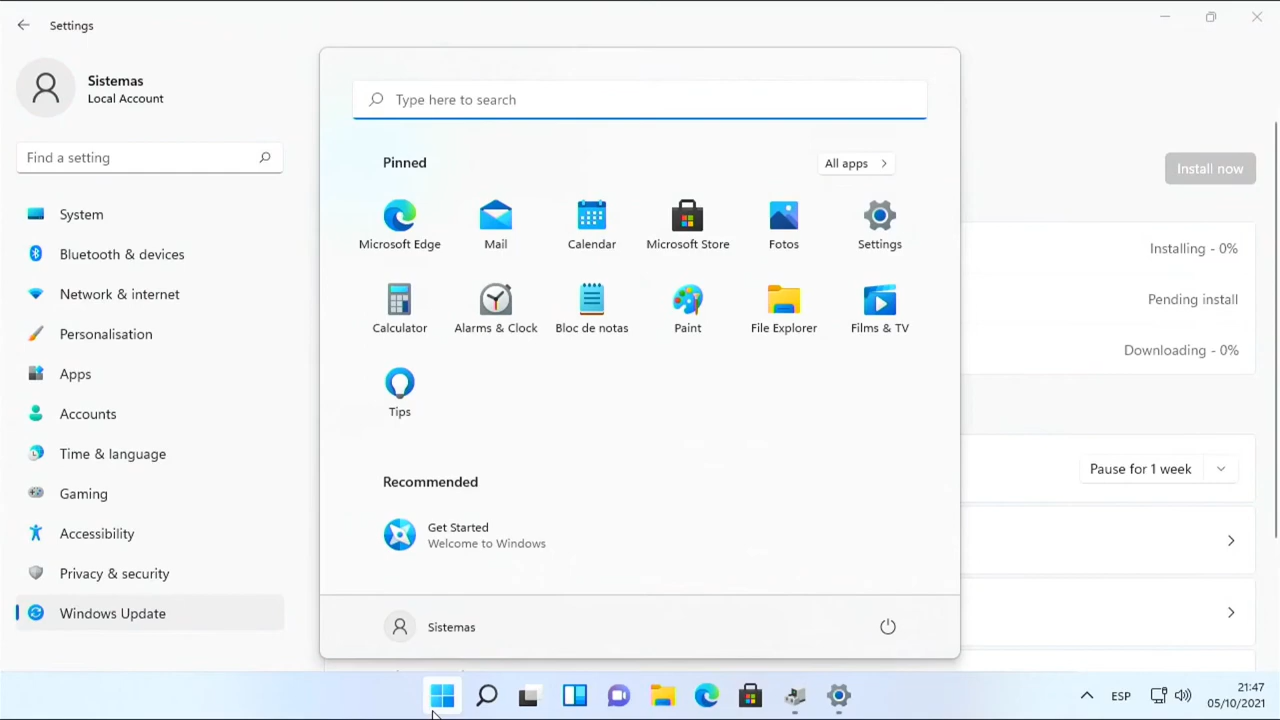 Settings
Sistemas
Local Account
Find a setting
System
Bluetooth & devices
Network & internet
Personalisation
Apps
Accounts
Time & language
Gaming
Accessibility
Privacy & security
Windows Update
Type here to search
Pinned
All apps
Microsoft Edge
Mail
Calendar
Microsoft Store
Fotos
Settings
Calculator
Alarms & Clock
Bloc de notas
Paint
File Explorer
Films & TV
Tips
Recommended
Get Started
Welcome to Windows
Sistemas
Install now
Installing - 0%
Pending install
Downloading - 0%
Pause for 1 week
ESP
21:47
05/10/2021